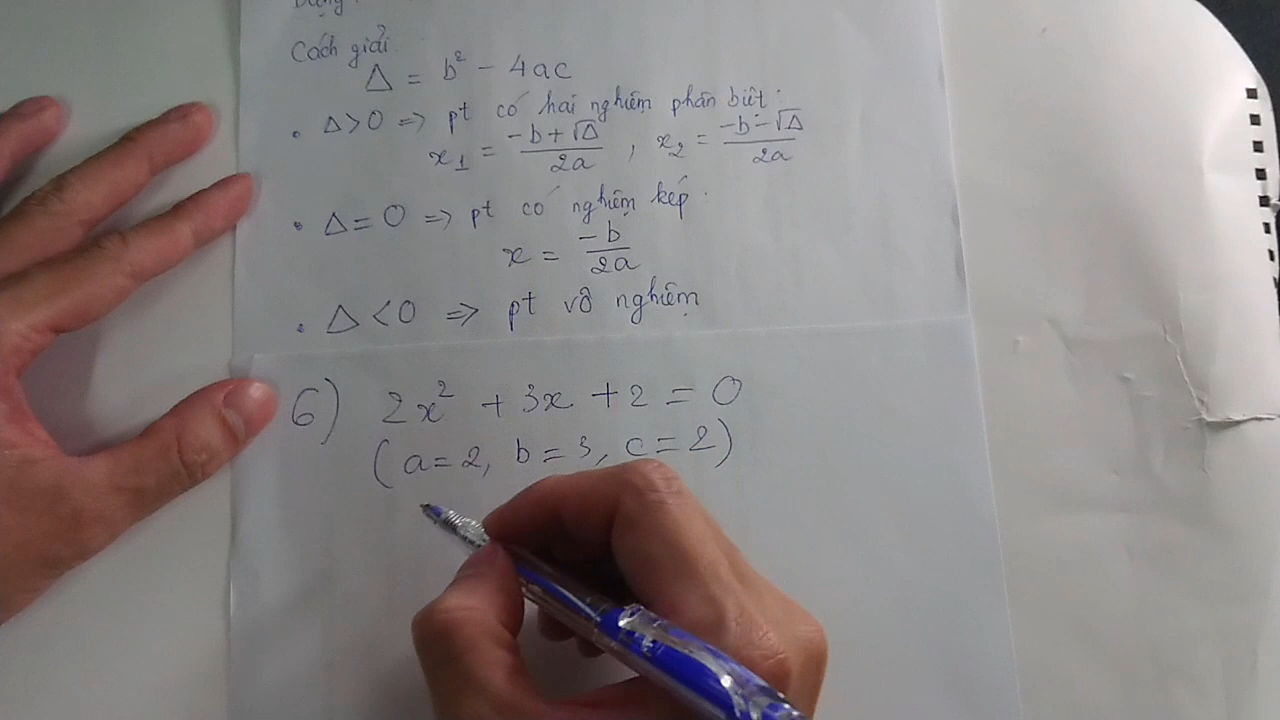 Cách giải
Δ = b² - 4ac
• Δ > 0 => pt có hai nghiệm phân biệt:
x₁ = (-b + √Δ)/2a , x₂ = (-b - √Δ)/2a
• Δ = 0 => pt có nghiệm kép.
x = -b/2a
• Δ < 0 => pt vô nghiệm
6) 2x² + 3x + 2 = 0
(a = 2, b = 3, c = 2)